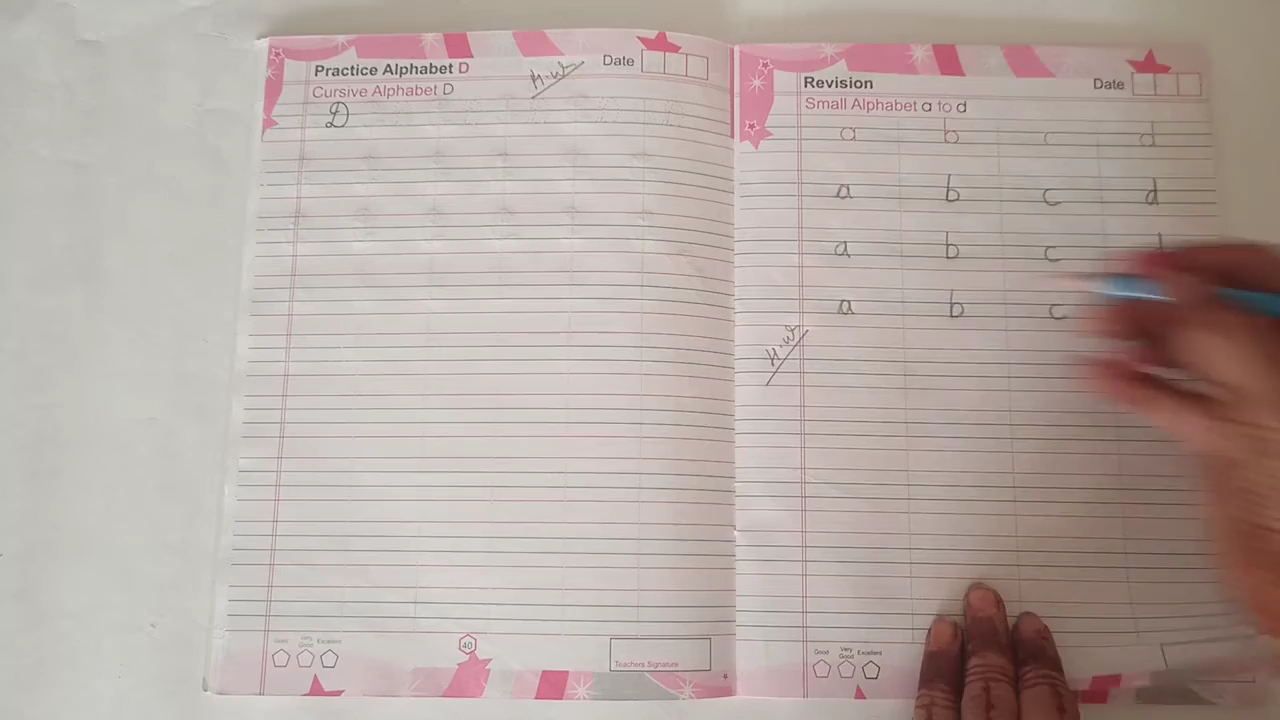 Practice Alphabet D
H.W
Date
Cursive Alphabet D
D
Good
Very Good
Excellent
40
Teachers Signature
Revision
Date
Small Alphabet a to d
a b c d
a b c d
a b c d
a b c
H.W
Good
Very Good
Excellent